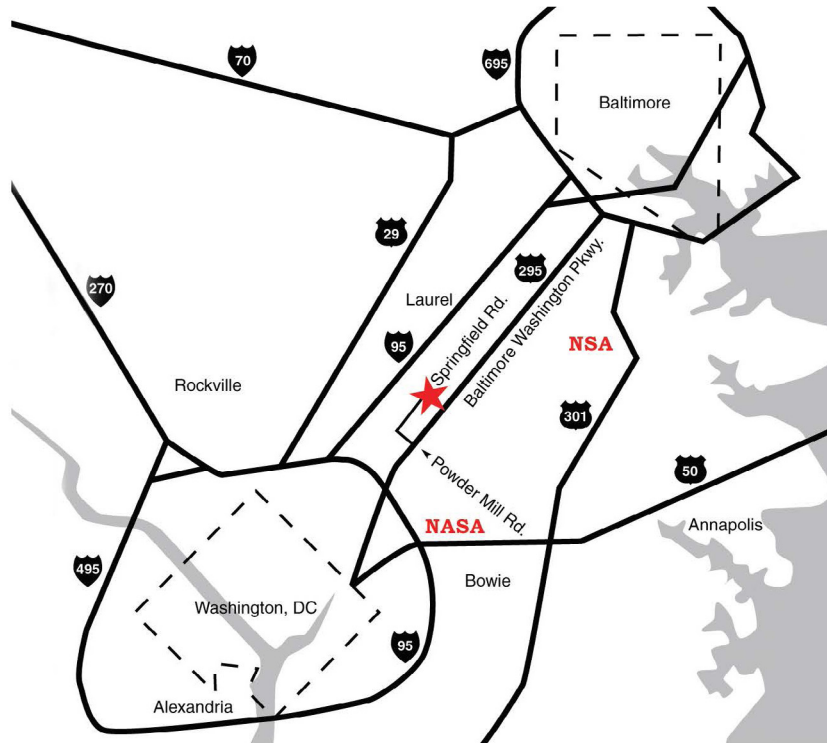 70
695
Baltimore
29
295
270
Laurel
Springfield Rd.
Baltimore Washington Pkwy.
95
NSA
Rockville
301
50
Powder Mill Rd.
NASA
Annapolis
495
Bowie
Washington, DC
95
Alexandria